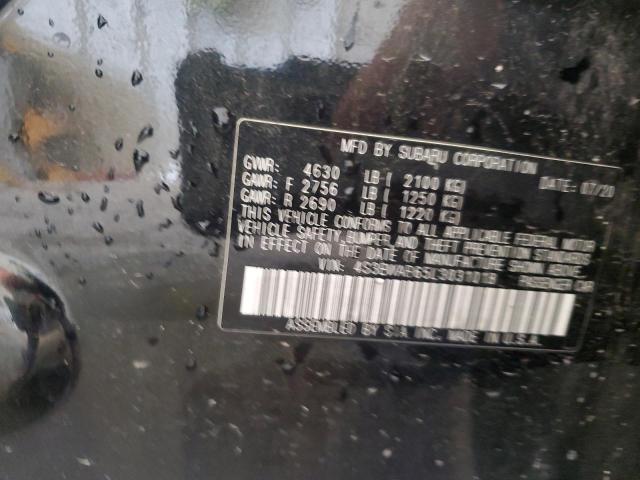 MFD BY SUBARU CORPORATION DATE: 07/20
GVWR: 4630 LB ( 2100 KG)
GAWR: F 2756 LB ( 1250 KG)
GAWR: R 2690 LB ( 1220 KG)
THIS VEHICLE CONFORMS TO ALL APPLICABLE FEDERAL MOTOR
VEHICLE SAFETY, BUMPER, AND THEFT PREVENTION STANDARDS
IN EFFECT ON THE DATE OF MANUFACTURE SHOWN ABOVE.
VIN: PASSENGER CAR
ASSEMBLED BY S I A, INC. MADE IN U.S.A.